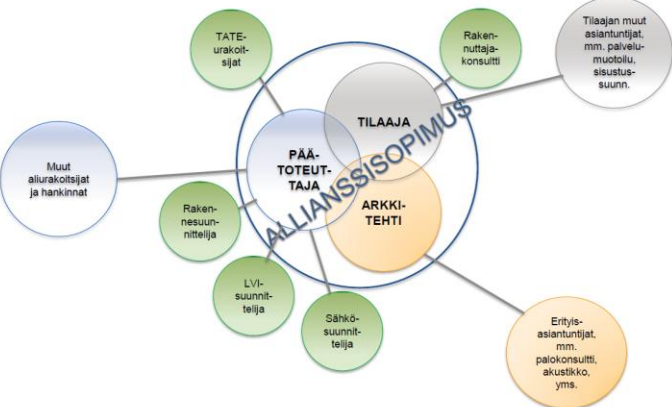 TATE-
urakoit-
sijat
Raken-
nuttaja-
konsultti
Tilaajan muut
asiantuntijat,
mm. palvelu-
muotoilu,
sisustus-
suunn.
TILAAJA
PÄÄ-
TOTEUT-
TAJA
ARKKI-
TEHTI
ALLIANSSISOPIMUS
Muut
aliurakoitsijat
ja hankinnat
Raken-
nesuun-
nittelija
LVI-
suunnit-
telija
Sähkö-
suunnit-
telija
Erityis-
asiantuntijat,
mm.
palokonsultti,
akustikko,
yms.